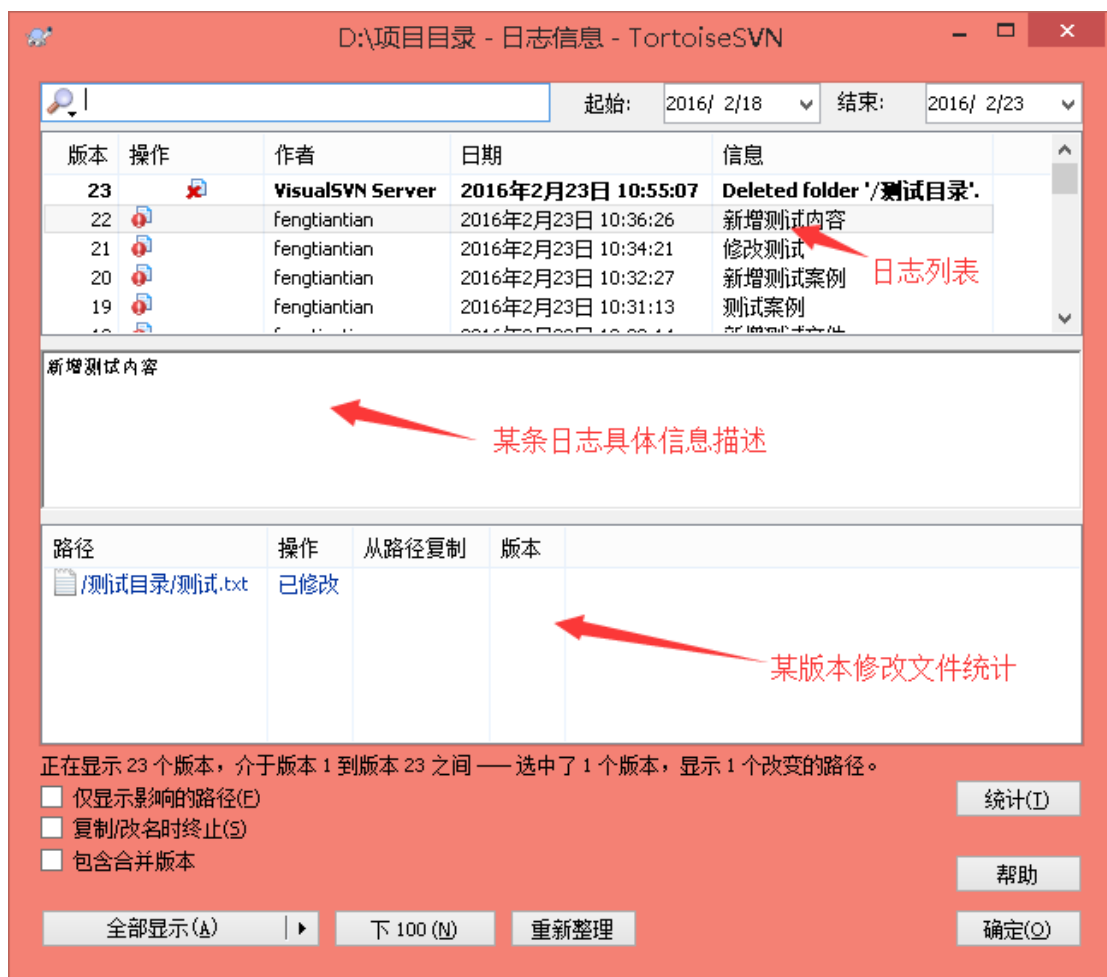 D:\项目目录 - 日志信息 - TortoiseSVN
起始: 2016/ 2/18 结束: 2016/ 2/23
版本 操作 作者 日期 信息
23 VisualSVN Server 2016年2月23日 10:55:07 Deleted folder '/测试目录'.
22 fengtiantian 2016年2月23日 10:36:26 新增测试内容
21 fengtiantian 2016年2月23日 10:34:21 修改测试
20 fengtiantian 2016年2月23日 10:32:27 新增测试案例
日志列表
19 fengtiantian 2016年2月23日 10:31:13 测试案例
新增测试内容
某条日志具体信息描述
路径 操作 从路径复制 版本
/测试目录/测试.txt 已修改
某版本修改文件统计
正在显示 23 个版本，介于版本 1 到版本 23 之间 —— 选中了 1 个版本，显示 1 个改变的路径。
仅显示影响的路径(F)
统计(T)
复制/改名时终止(S)
包含合并版本
帮助
全部显示(A) 下 100 (N) 重新整理 确定(O)